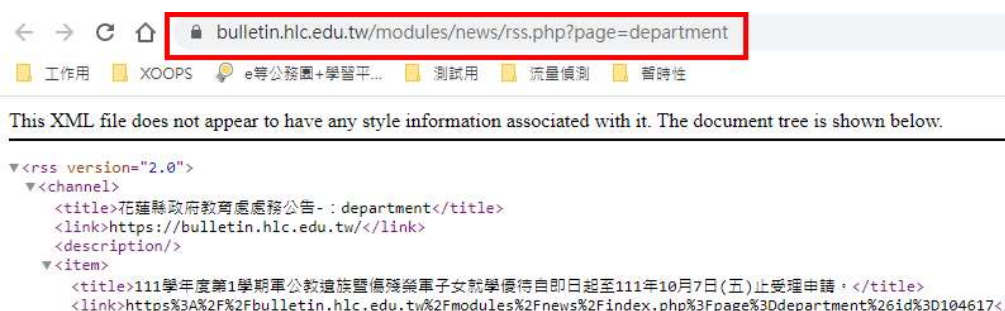 bulletin.hlc.edu.tw/modules/news/rss.php?page=department
工作用 XOOPS e等公務園+學習平... 測試用 流量偵測 暫時性
This XML file does not appear to have any style information associated with it. The document tree is shown below.
▼<rss version="2.0">
▼<channel>
<title>花蓮縣政府教育處處務公告-：department</title>
<link>https://bulletin.hlc.edu.tw/</link>
<description/>
▼<item>
<title>111學年度第1學期軍公教遺族暨傷殘榮軍子女就學優待自即日起至111年10月7日(五)止受理申請。</title>
<link>https%3A%2F%2Fbulletin.hlc.edu.tw%2Fmodules%2Fnews%2Findex.php%3Fpage%3Ddepartment%26id%3D104617<